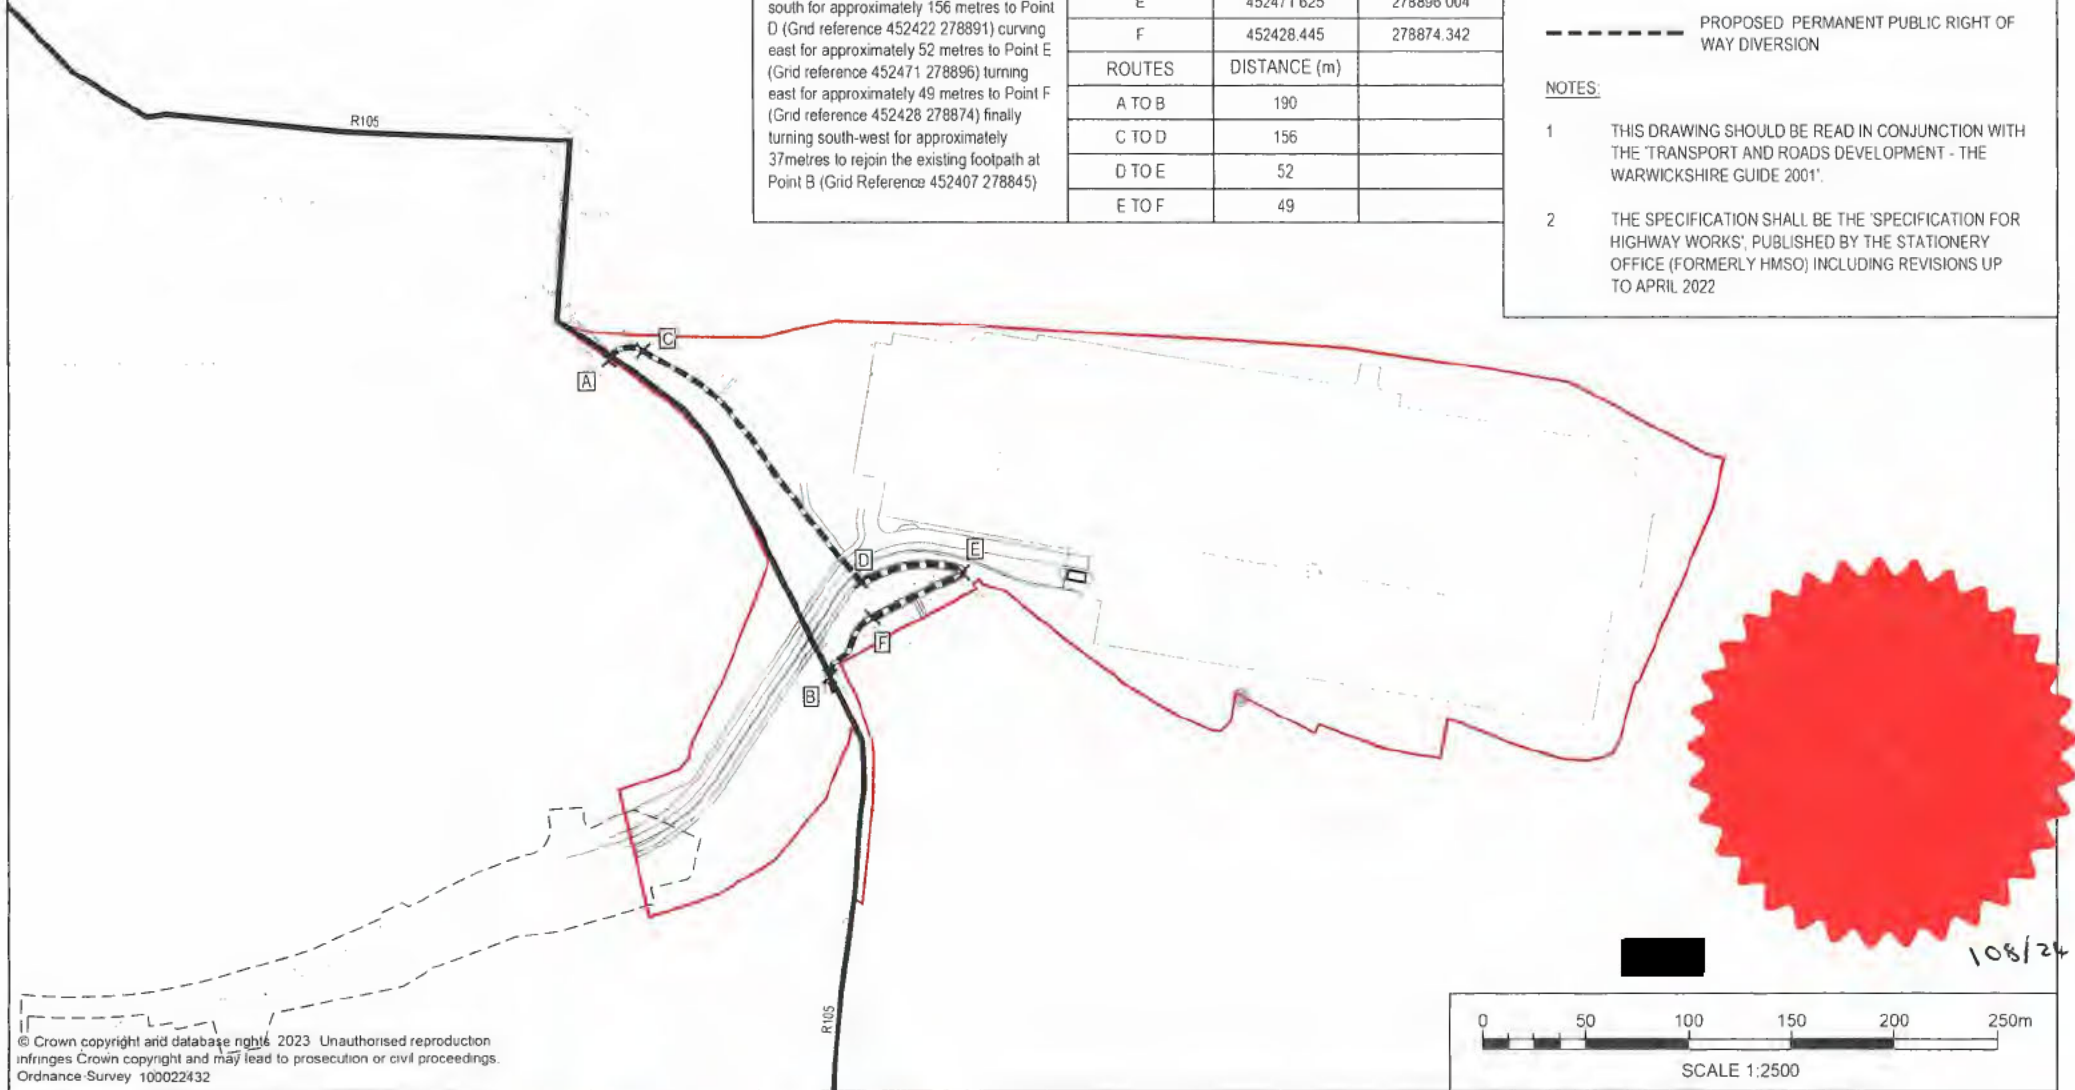 south for approximately 156 metres to Point
D (Grid reference 452422 278891) curving
east for approximately 52 metres to Point E
(Grid reference 452471 278896) turning
east for approximately 49 metres to Point F
(Grid reference 452428 278874) finally
turning south-west for approximately
37metres to rejoin the existing footpath at
Point B (Grid Reference 452407 278845)
E 452471 625 278896 004
F 452428.445 278874.342
ROUTES DISTANCE (m)
A TO B 190
C TO D 156
D TO E 52
E TO F 49
PROPOSED PERMANENT PUBLIC RIGHT OF
WAY DIVERSION
NOTES:
1 THIS DRAWING SHOULD BE READ IN CONJUNCTION WITH
THE 'TRANSPORT AND ROADS DEVELOPMENT - THE
WARWICKSHIRE GUIDE 2001'.
2 THE SPECIFICATION SHALL BE THE 'SPECIFICATION FOR
HIGHWAY WORKS', PUBLISHED BY THE STATIONERY
OFFICE (FORMERLY HMSO) INCLUDING REVISIONS UP
TO APRIL 2022
R105
C
A
D
E
F
B
R105
108/24
0 50 100 150 200 250m
SCALE 1:2500
© Crown copyright and database rights 2023 Unauthorised reproduction
infringes Crown copyright and may lead to prosecution or civil proceedings.
Ordnance Survey 100022432